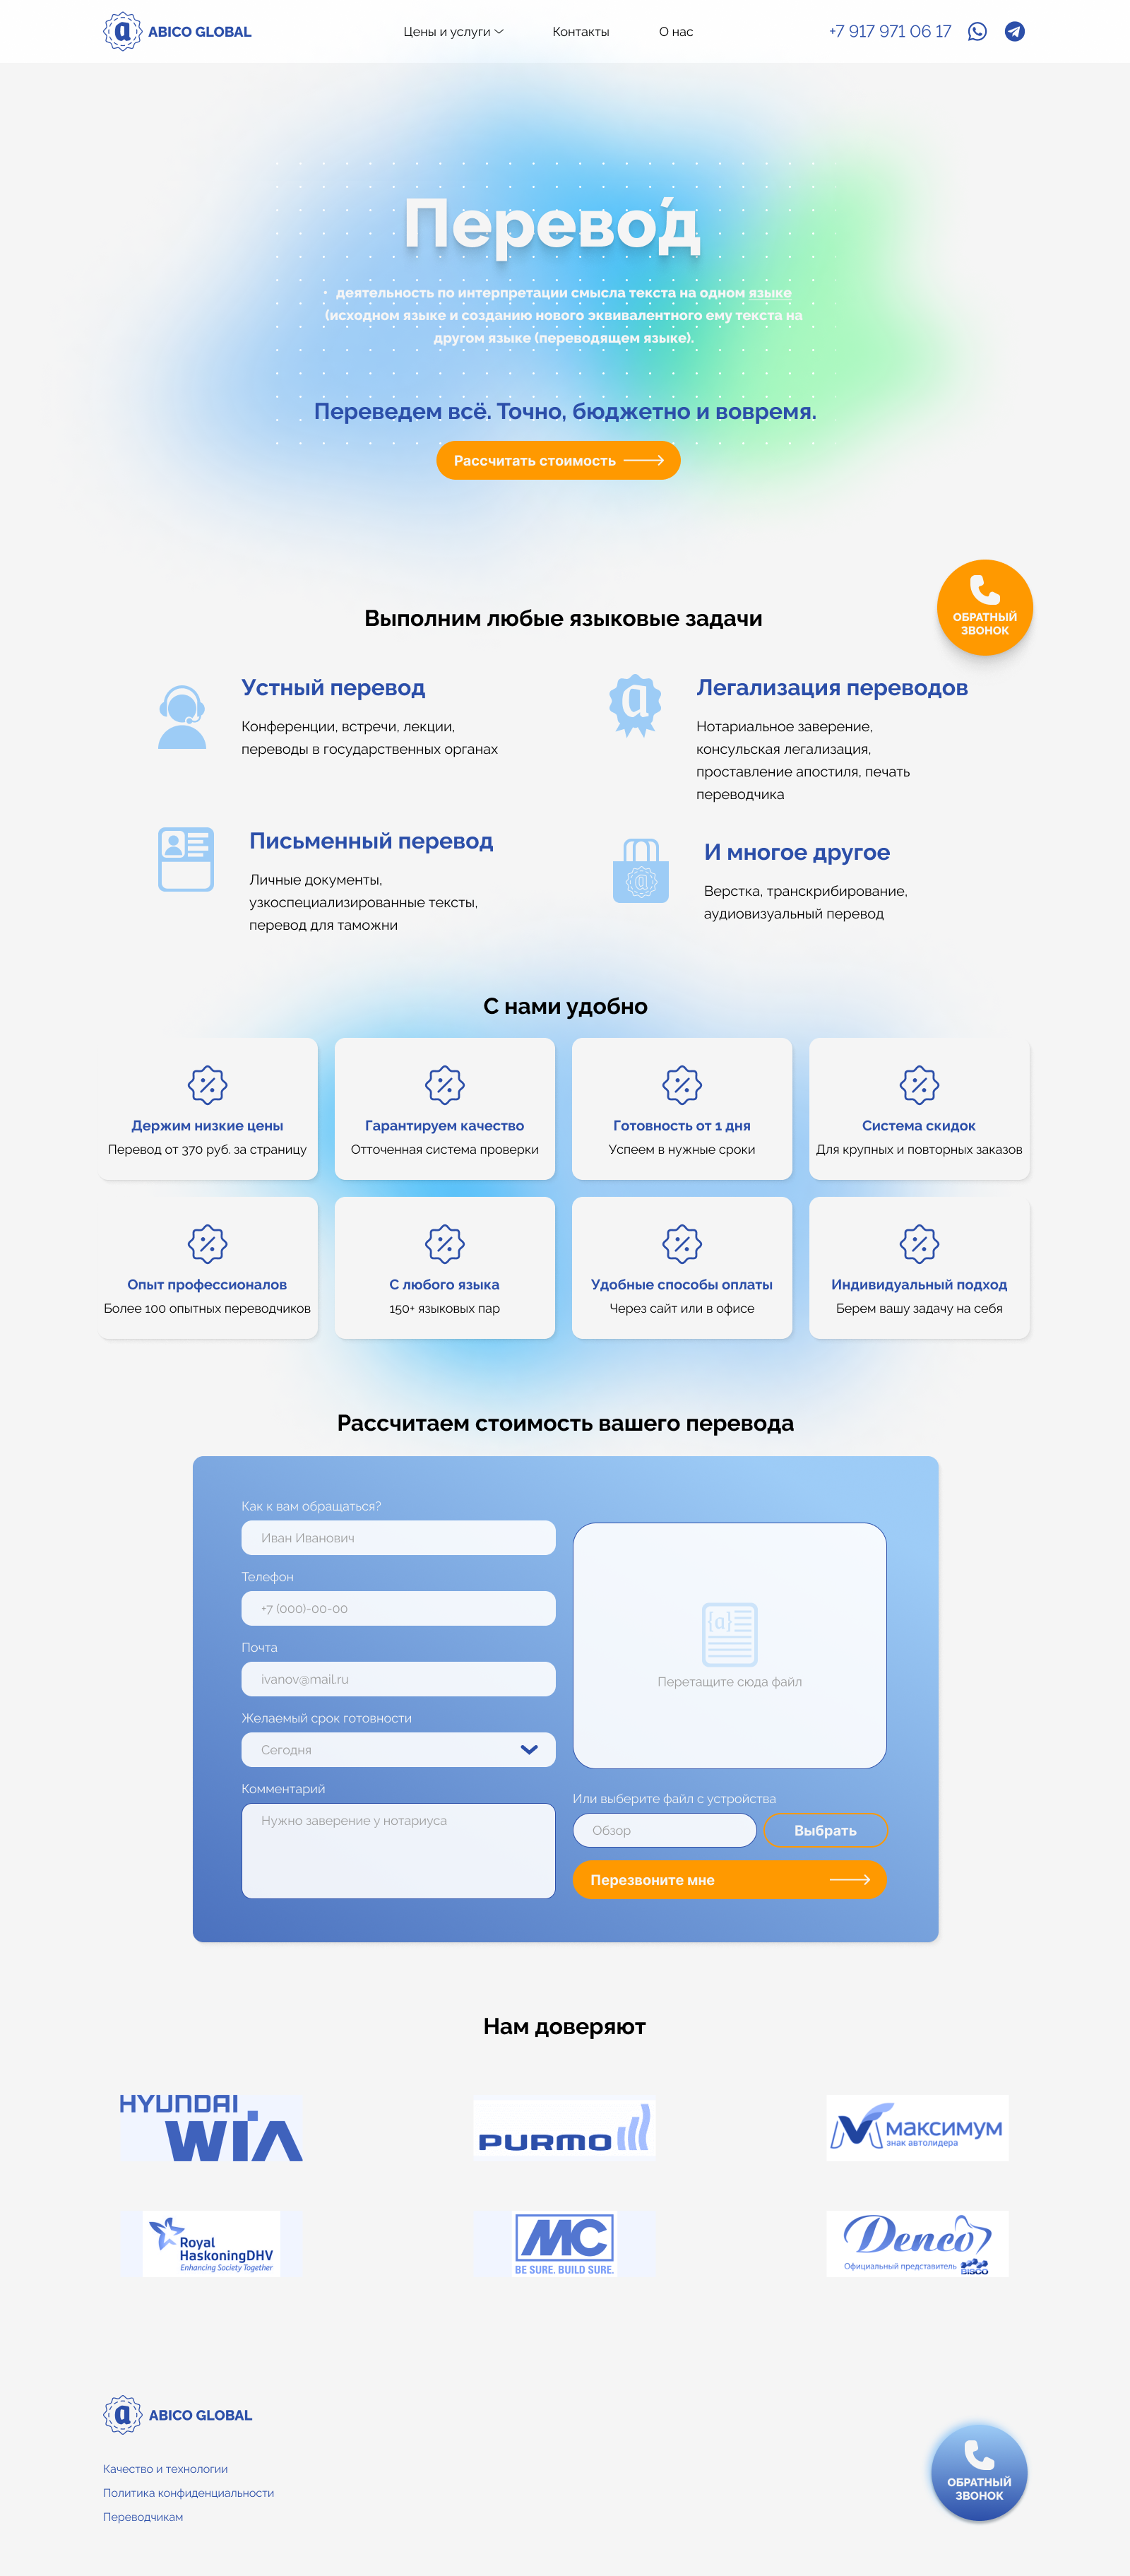 ABICO GLOBAL
Цены и услуги
Контакты
О нас
+7 917 971 06 17
Перево́д
деятельность по интерпретации смысла текста на одном языке
(исходном языке и созданию нового эквивалентного ему текста на
другом языке (переводящем языке).
Переведем всё. Точно, бюджетно и вовремя.
Рассчитать стоимость
ОБРАТНЫЙ
ЗВОНОК
Выполним любые языковые задачи
Устный перевод
Конференции, встречи, лекции,
переводы в государственных органах
a
Легализация переводов
Нотариальное заверение,
консульская легализация,
проставление апостиля, печать
переводчика
Письменный перевод
Личные документы,
узкоспециализированные тексты,
перевод для таможни
a
И многое другое
Верстка, транскрибирование,
аудиовизуальный перевод
С нами удобно
Держим низкие цены
Перевод от 370 руб. за страницу
Гарантируем качество
Отточенная система проверки
Готовность от 1 дня
Успеем в нужные сроки
Система скидок
Для крупных и повторных заказов
Опыт профессионалов
Более 100 опытных переводчиков
С любого языка
150+ языковых пар
Удобные способы оплаты
Через сайт или в офисе
Индивидуальный подход
Берем вашу задачу на себя
Рассчитаем стоимость вашего перевода
Как к вам обращаться?
Иван Иванович
Телефон
+7 (000)-00-00
Почта
ivanov@mail.ru
Желаемый срок готовности
Сегодня
Комментарий
Нужно заверение у нотариуса
{a}
Перетащите сюда файл
Или выберите файл с устройства
Обзор
Выбрать
Перезвоните мне
Нам доверяют
HYUNDAI
WIA
PURMO
максимум
знак автолидера
Royal
HaskoningDHV
Enhancing Society Together
MC
BE SURE. BUILD SURE.
Denco
Официальный представитель
BISCO
ABICO GLOBAL
Качество и технологии
Политика конфиденциальности
Переводчикам
ОБРАТНЫЙ
ЗВОНОК